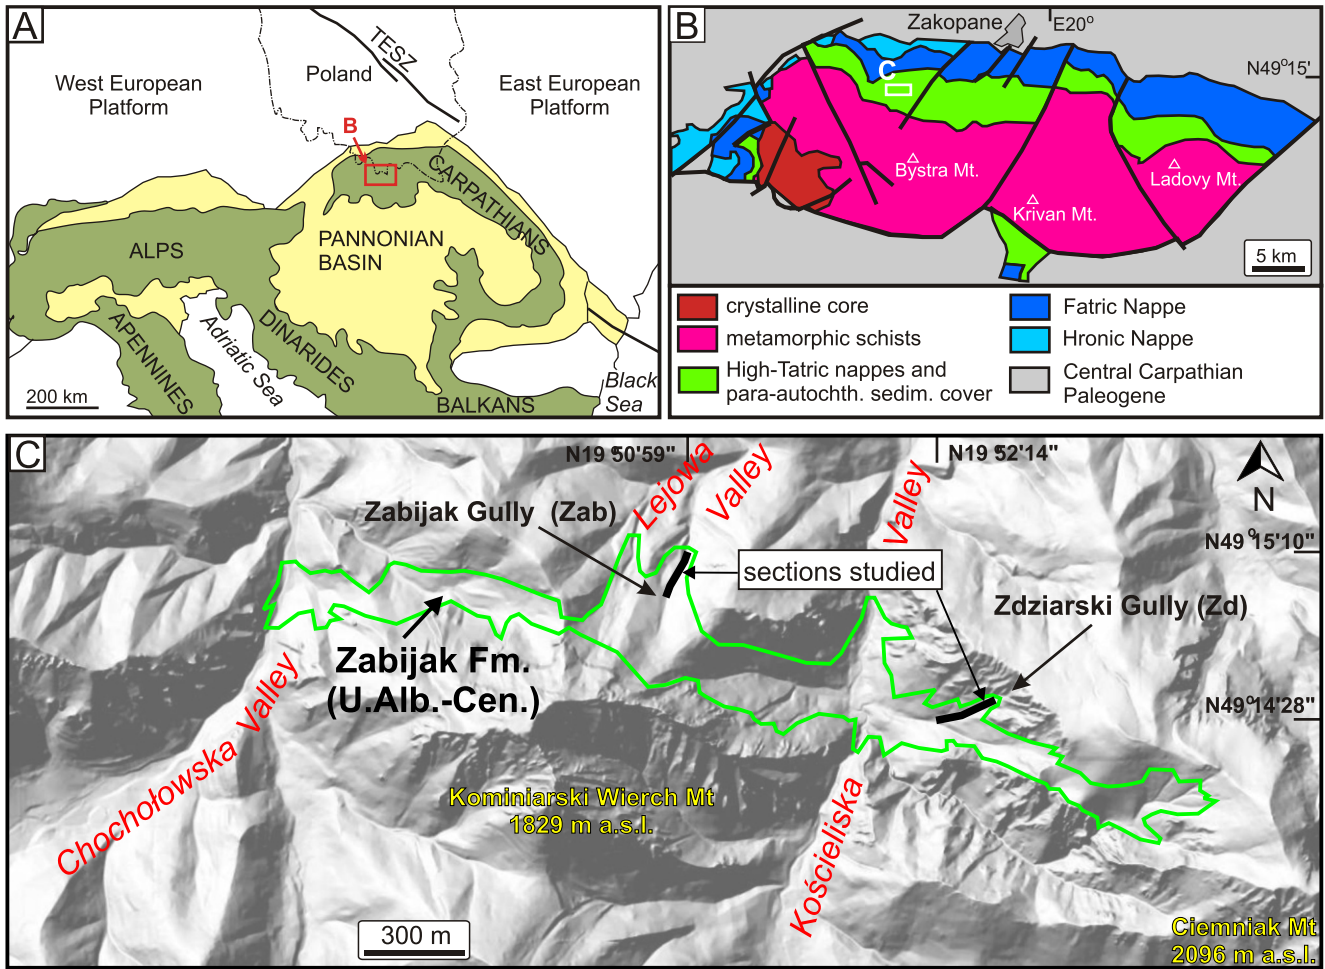 A
West European
Platform
Poland
TESZ
East European
Platform
B
CARPATHIANS
PANNONIAN
BASIN
ALPS
APENNINES
Adriatic Sea
DINARIDES
BALKANS
Black
Sea
200 km
B
Zakopane
E20°
N49°15'
C
Bystra Mt.
Ladovy Mt.
Krivan Mt.
5 km
crystalline core
metamorphic schists
High-Tatric nappes and
para-autochth. sedim. cover
Fatric Nappe
Hronic Nappe
Central Carpathian
Paleogene
C
N19 50'59"
N19 52'14"
Lejowa
Valley
Valley
N
Zabijak Gully (Zab)
N49°15'10"
sections studied
Zdziarski Gully (Zd)
Zabijak Fm.
(U.Alb.-Cen.)
N49°14'28"
Chochołowska Valley
Kominiarski Wierch Mt
1829 m a.s.l.
Kościeliska
300 m
Ciemniak Mt
2096 m a.s.l.